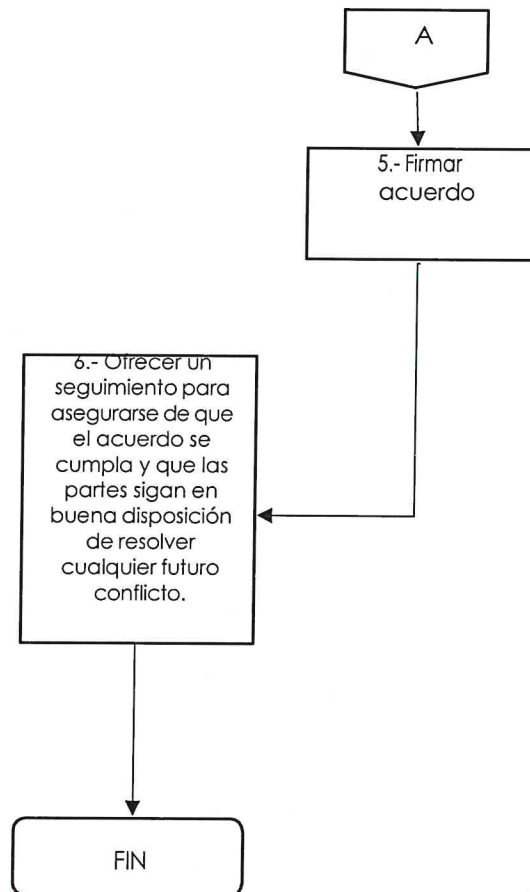 A
5.- Firmar
acuerdo
6.- Ofrecer un
seguimiento para
asegurarse de que
el acuerdo se
cumpla y que las
partes sigan en
buena disposición
de resolver
cualquier futuro
conflicto.
FIN